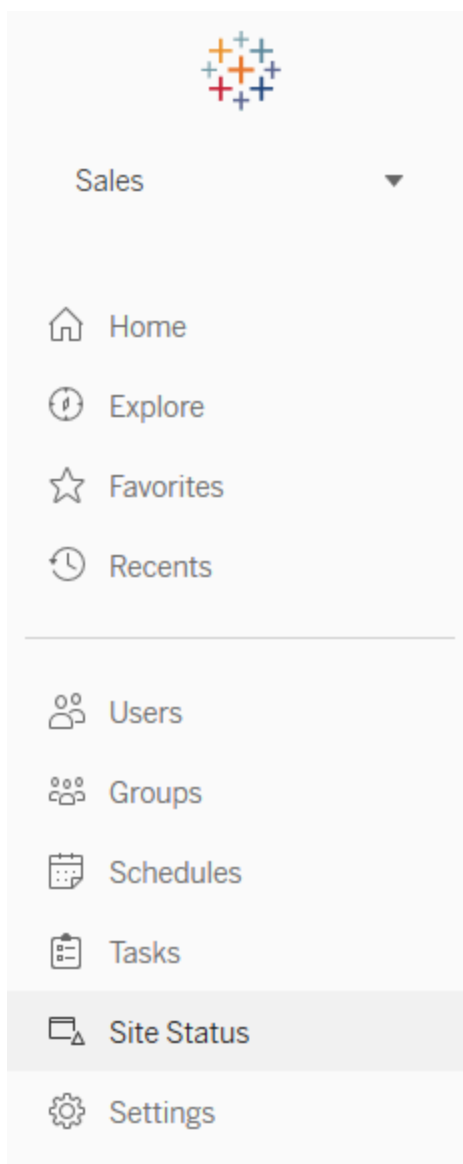 Sales
Home
Explore
Favorites
Recents
Users
Groups
Schedules
Tasks
Site Status
Settings